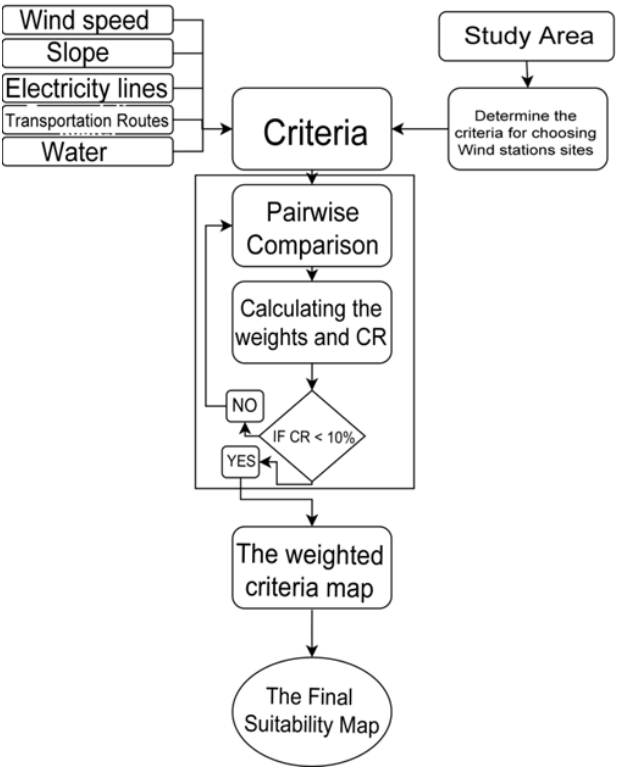 Wind speed
Slope
Electricity lines
Transportation Routes
Water
Study Area
Determine the
criteria for choosing
Wind stations sites
Criteria
Pairwise
Comparison
Calculating the
weights and CR
IF CR < 10%
NO
YES
The weighted
criteria map
The Final
Suitability Map